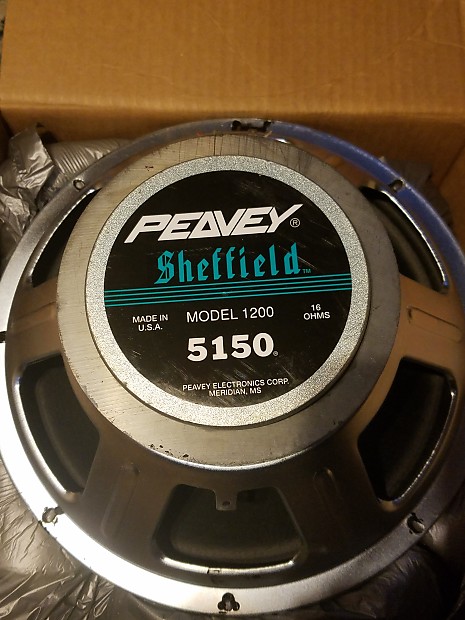 PEAVEY®
Sheffield™
MADE IN
U.S.A.
MODEL 1200
16
OHMS
5150®
PEAVEY ELECTRONICS CORP.
MERIDIAN, MS